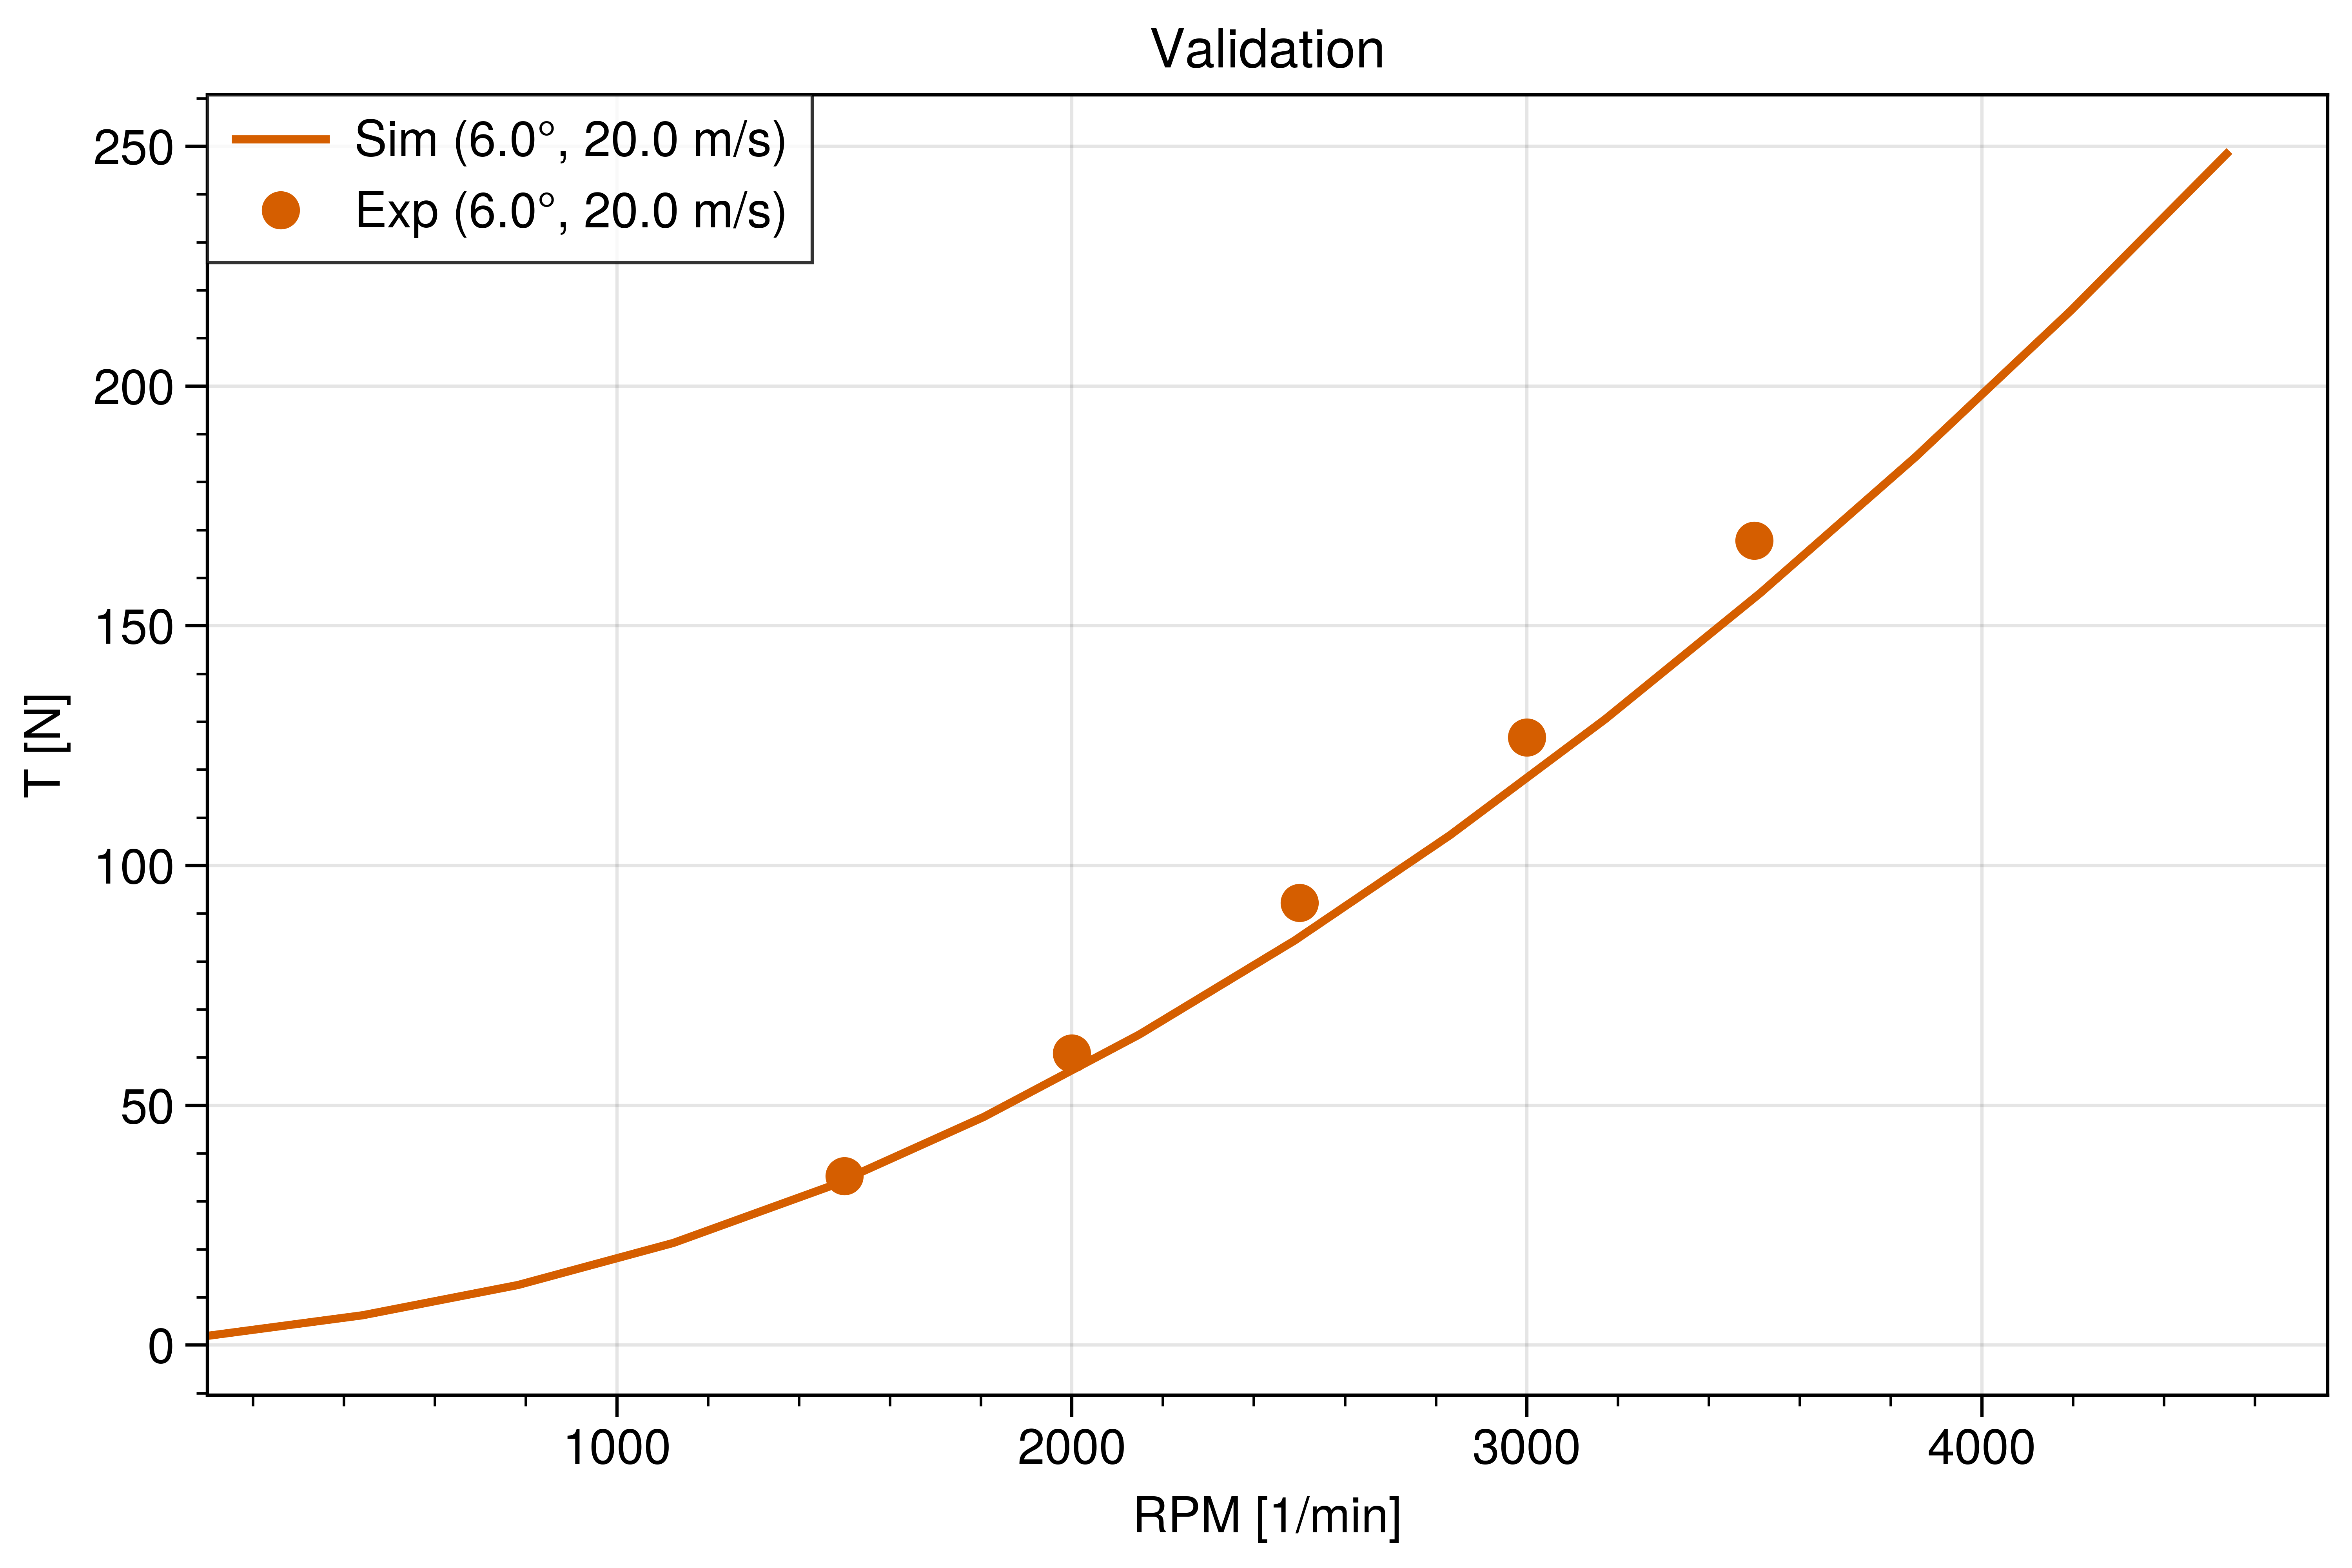 Validation
Sim (6.0°, 20.0 m/s)
Exp (6.0°, 20.0 m/s)
250
200
150
100
50
0
T [N]
1000 2000 3000 4000
RPM [1/min]